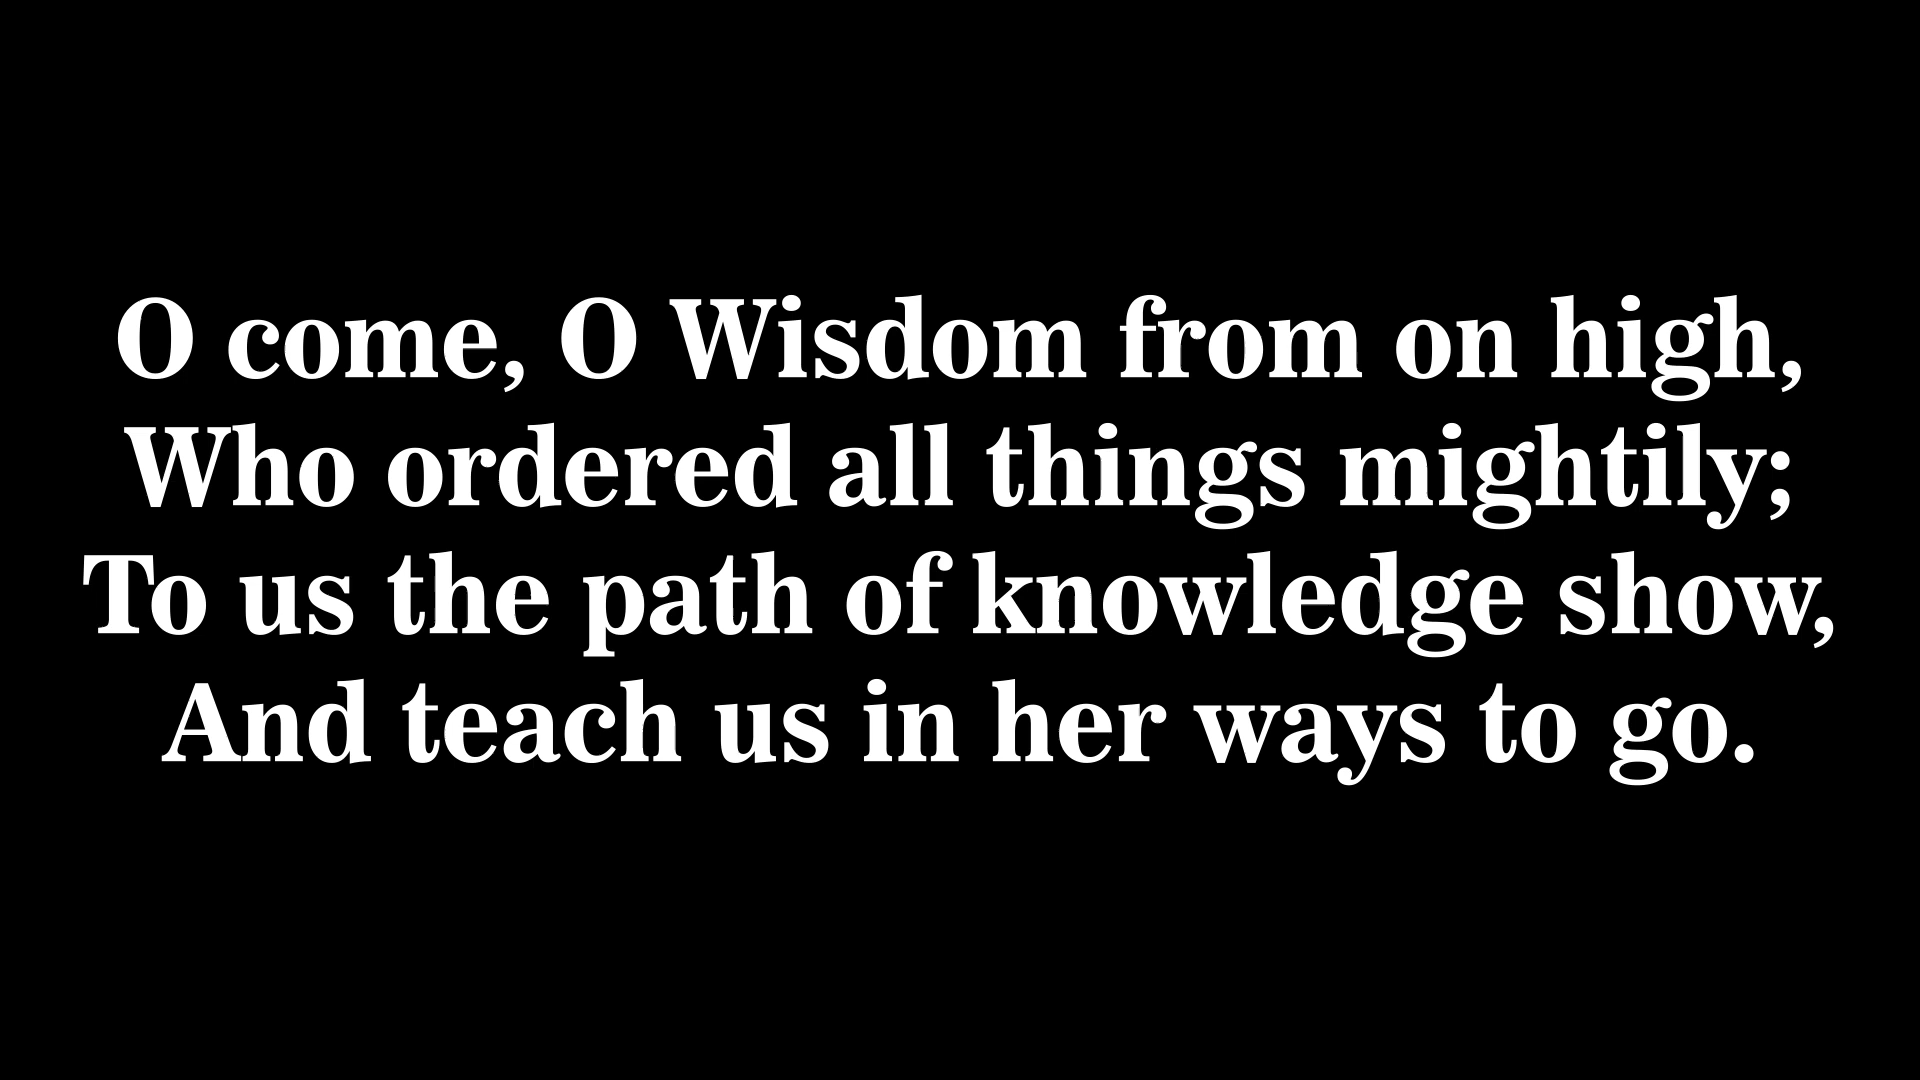 O come, O Wisdom from on high,
Who ordered all things mightily;
To us the path of knowledge show,
And teach us in her ways to go.